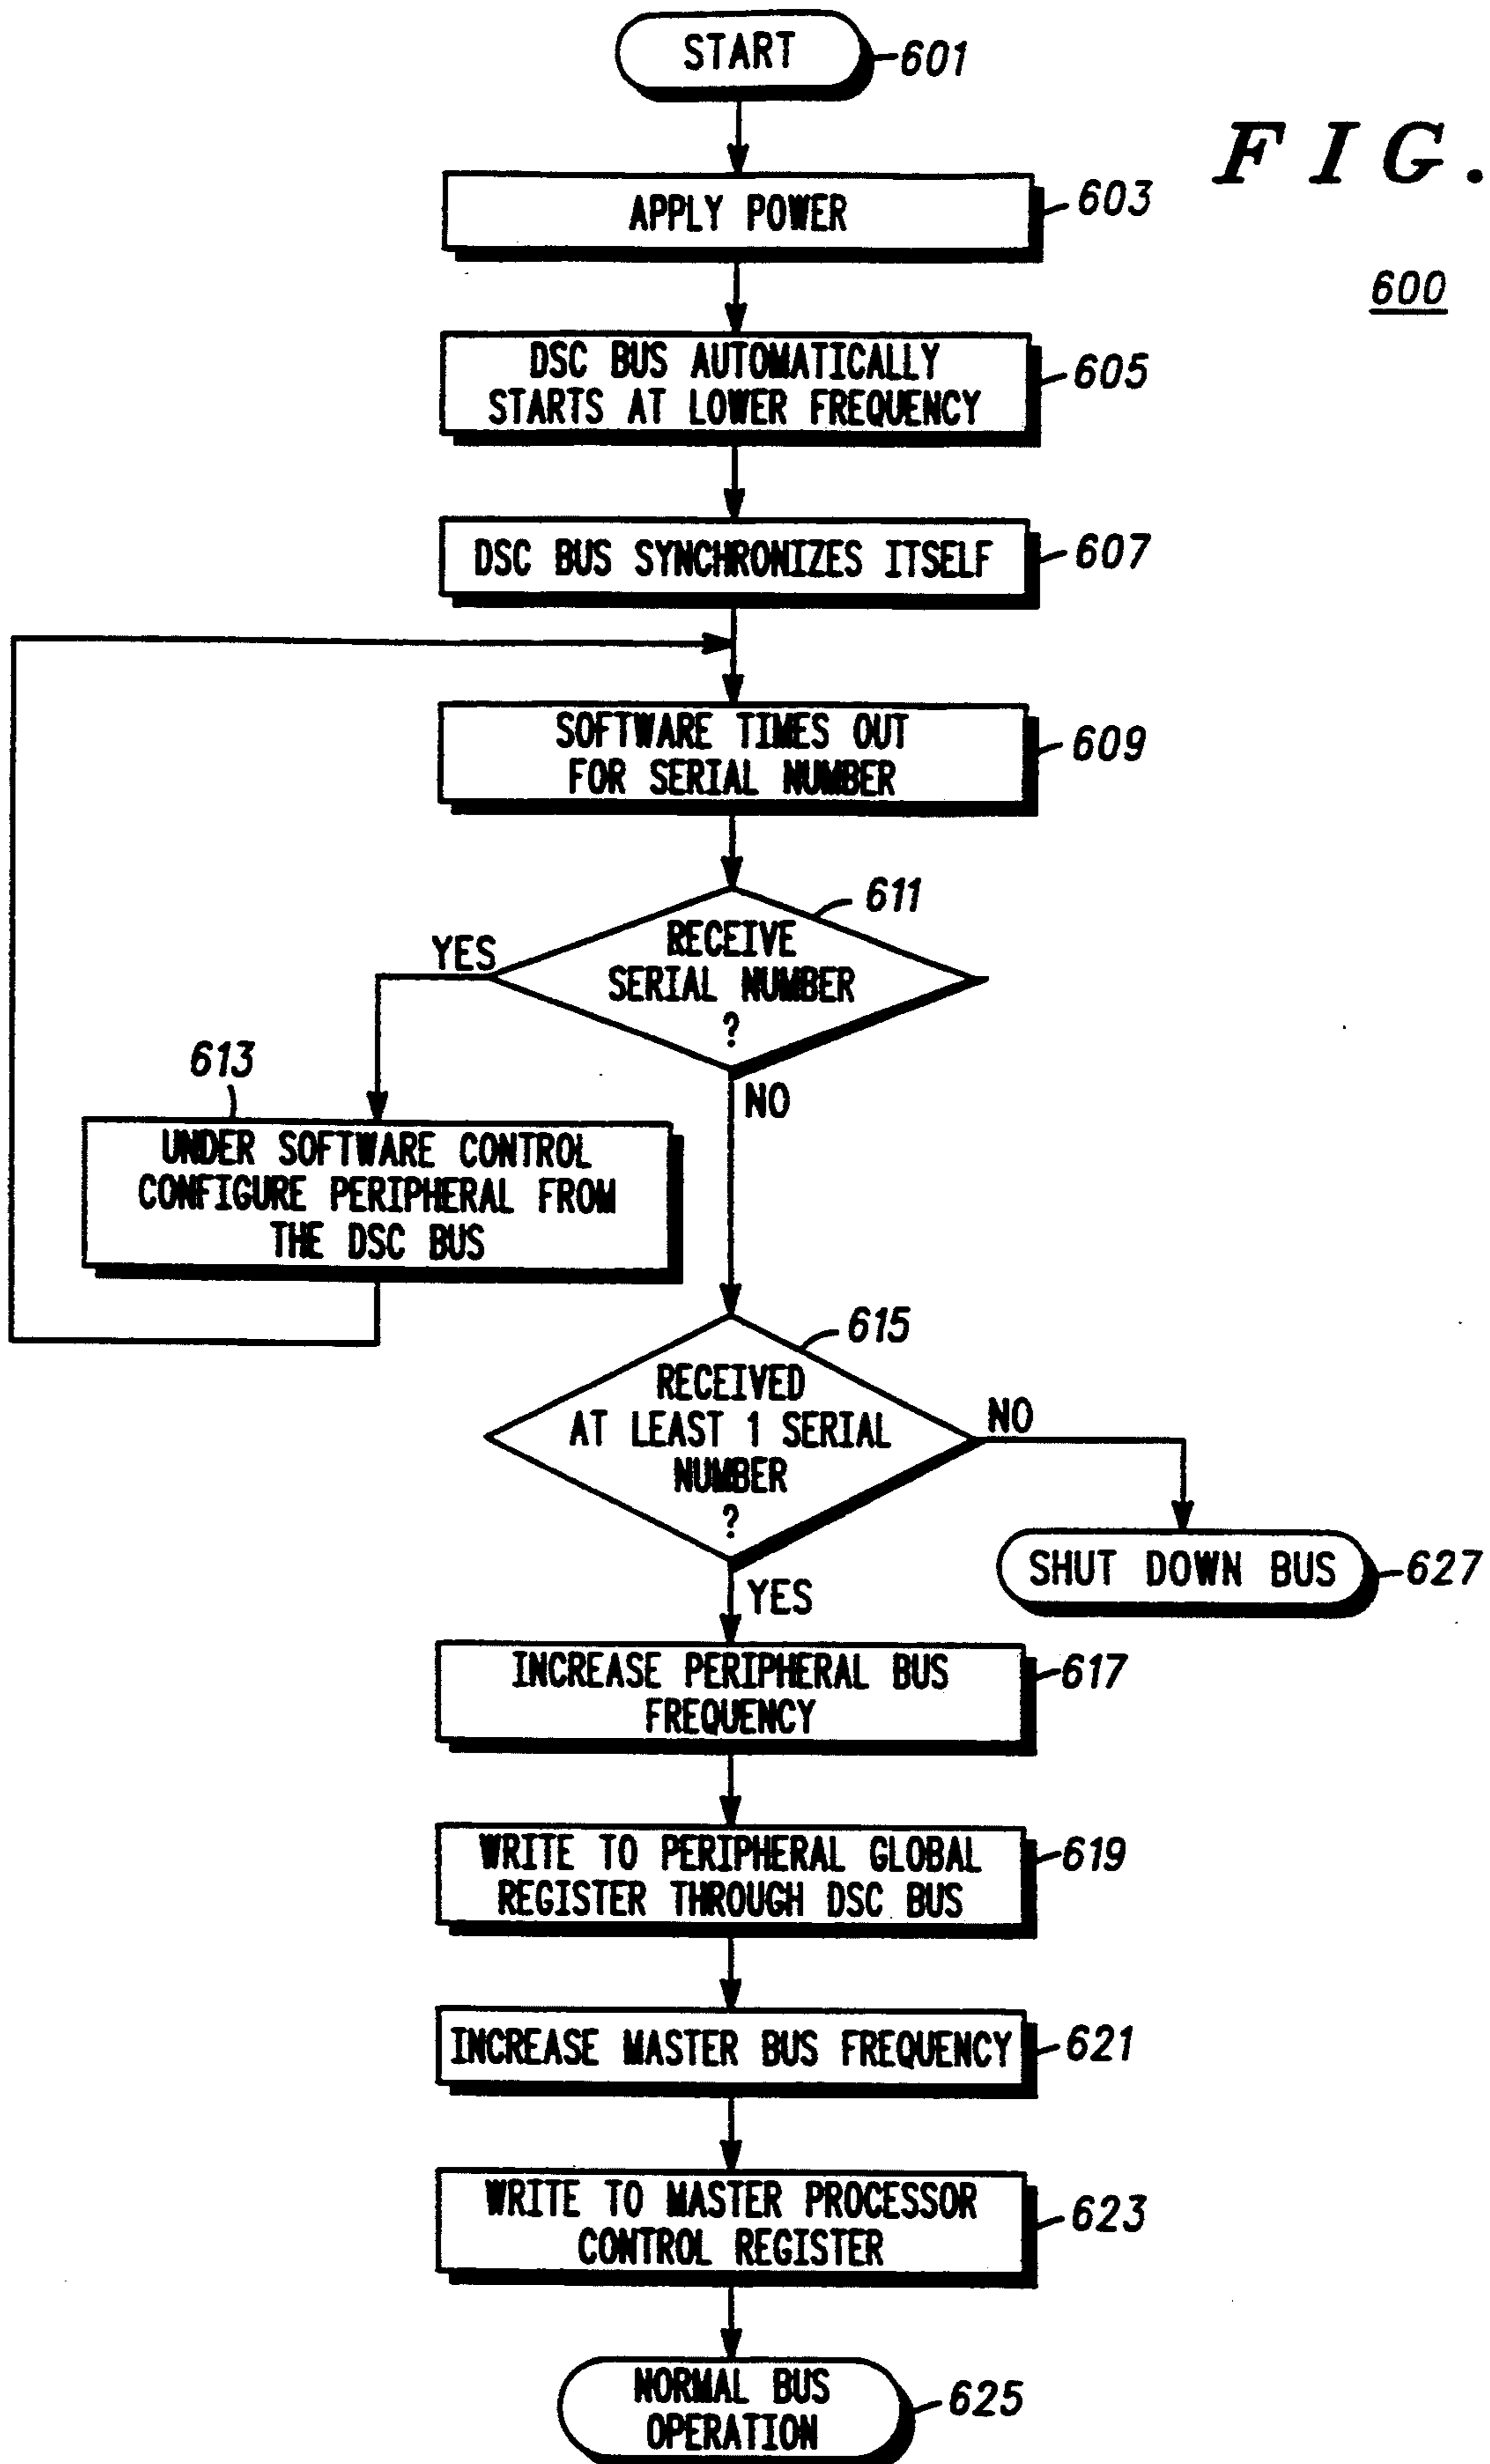 START
601
FIG.
APPLY POWER
603
600
DSC BUS AUTOMATICALLY
STARTS AT LOWER FREQUENCY
605
DSC BUS SYNCHRONIZES ITSELF
607
SOFTWARE TIMES OUT
FOR SERIAL NUMBER
609
611
RECEIVE
SERIAL NUMBER
?
YES
NO
613
UNDER SOFTWARE CONTROL
CONFIGURE PERIPHERAL FROM
THE DSC BUS
615
RECEIVED
AT LEAST 1 SERIAL
NUMBER
?
NO
SHUT DOWN BUS
627
YES
INCREASE PERIPHERAL BUS
FREQUENCY
617
WRITE TO PERIPHERAL GLOBAL
REGISTER THROUGH DSC BUS
619
INCREASE MASTER BUS FREQUENCY
621
WRITE TO MASTER PROCESSOR
CONTROL REGISTER
623
NORMAL BUS
OPERATION
625